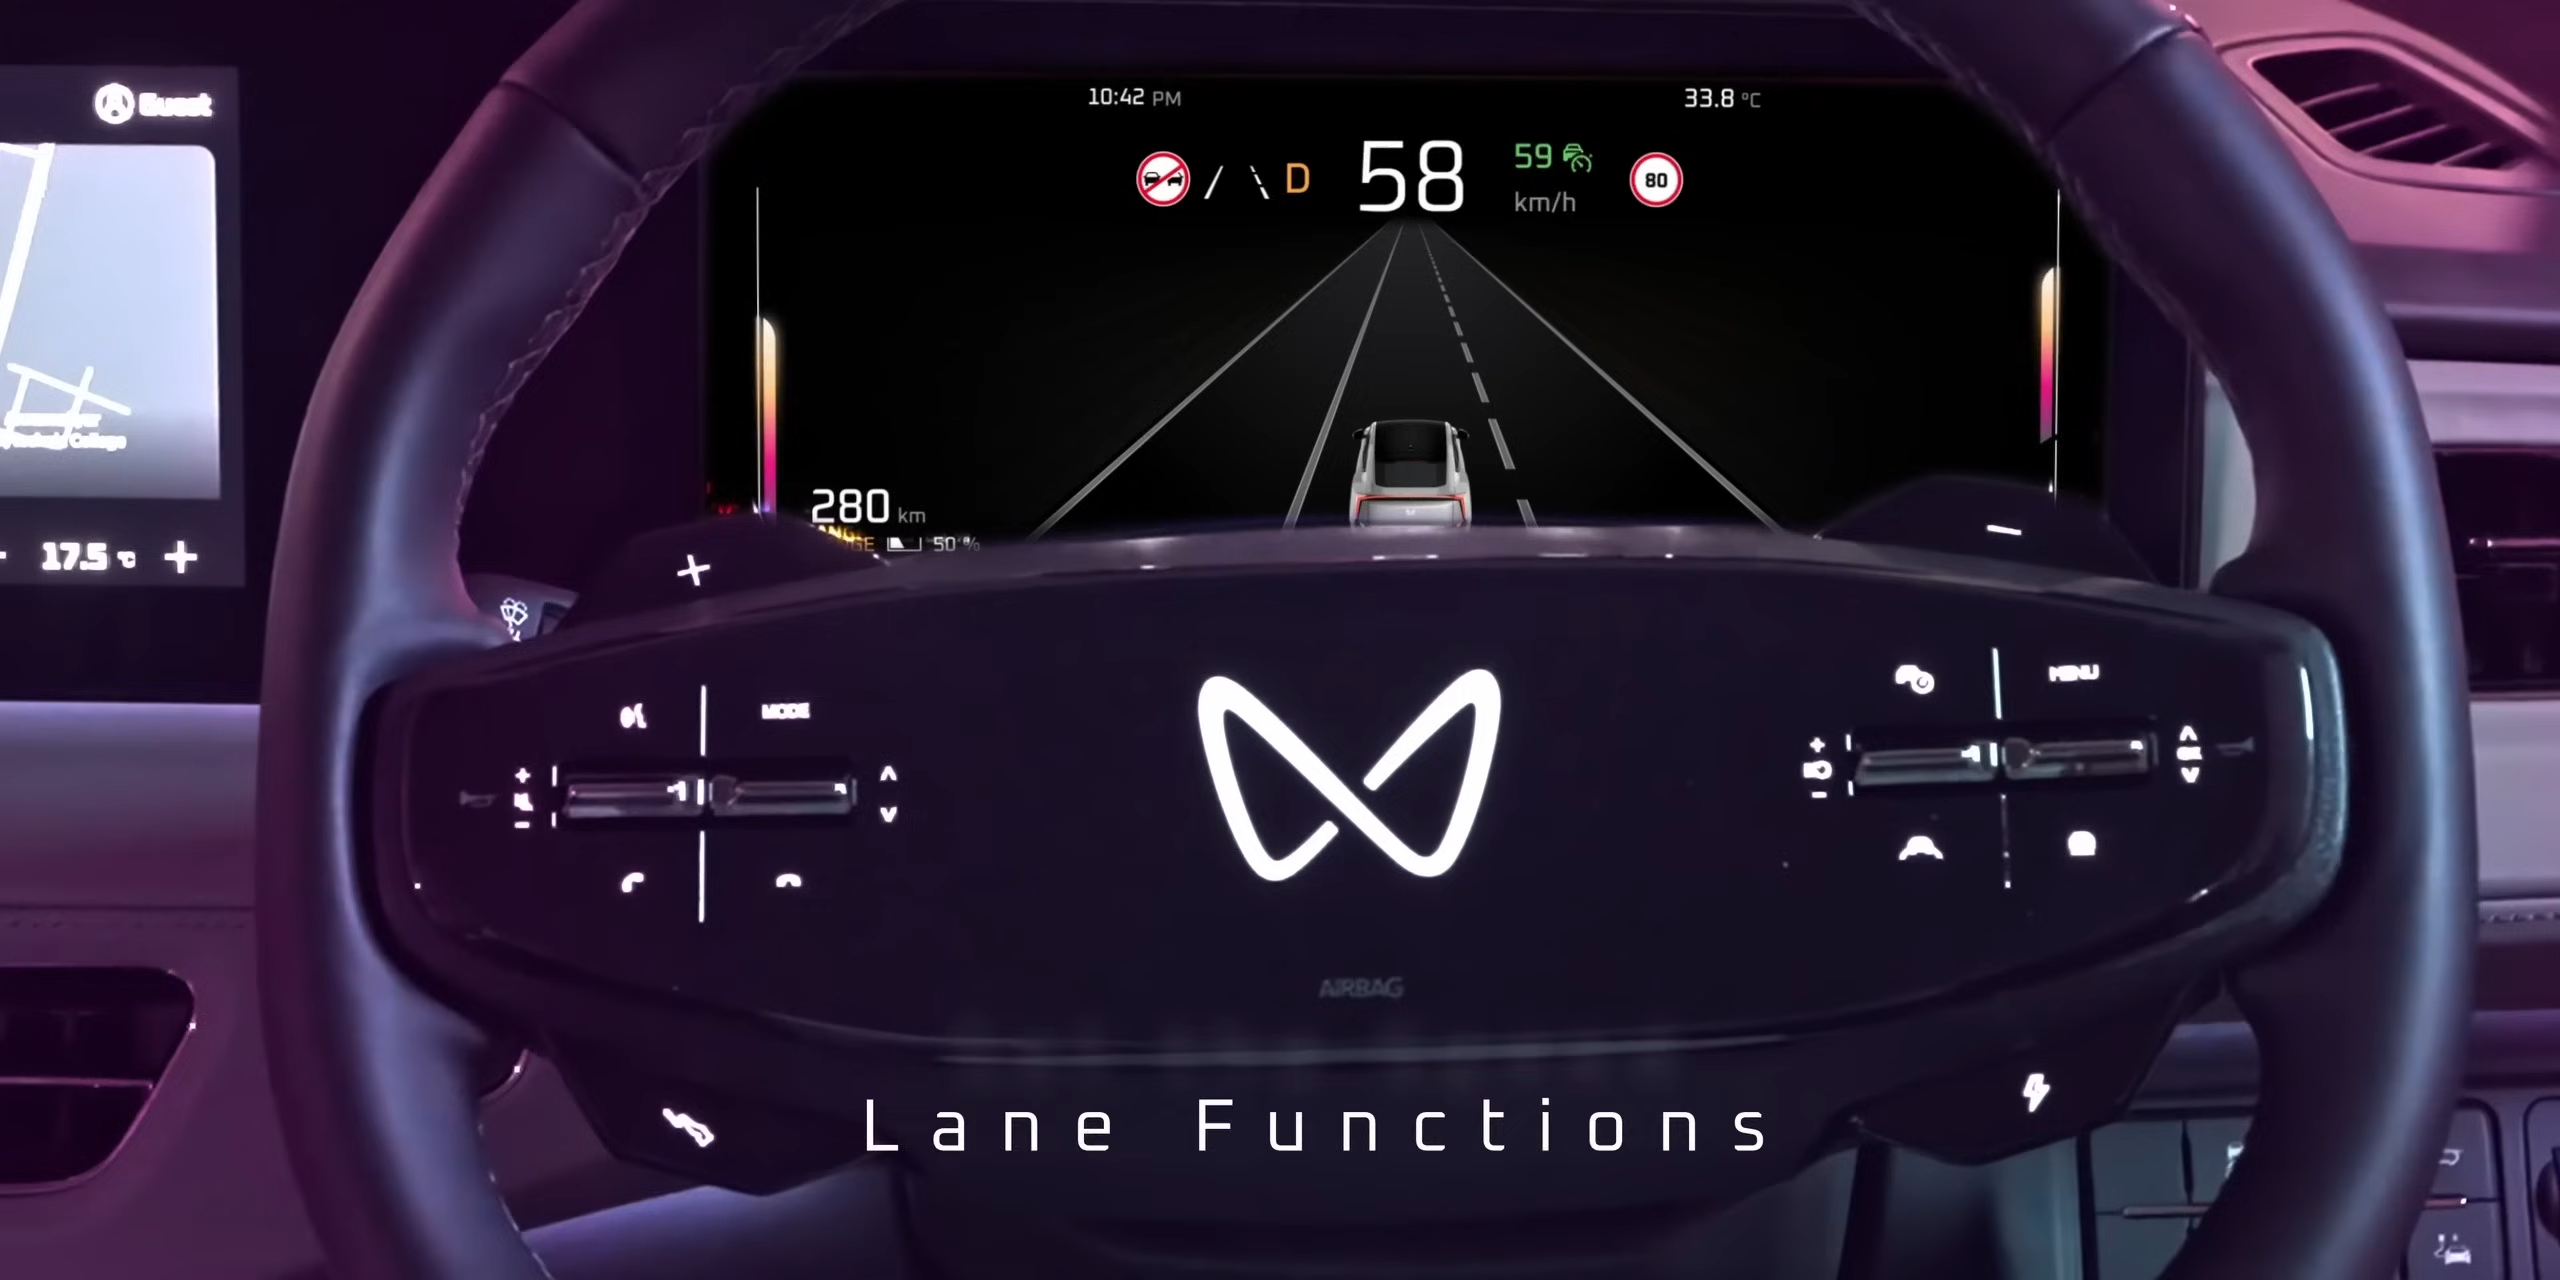 Guest
10:42 PM
33.8 °C
D
58
59
km/h
80
280 km
50 %
17.5 °C
+
+
−
MODE
MENU
+
−
+
−
AIRBAG
Lane Functions